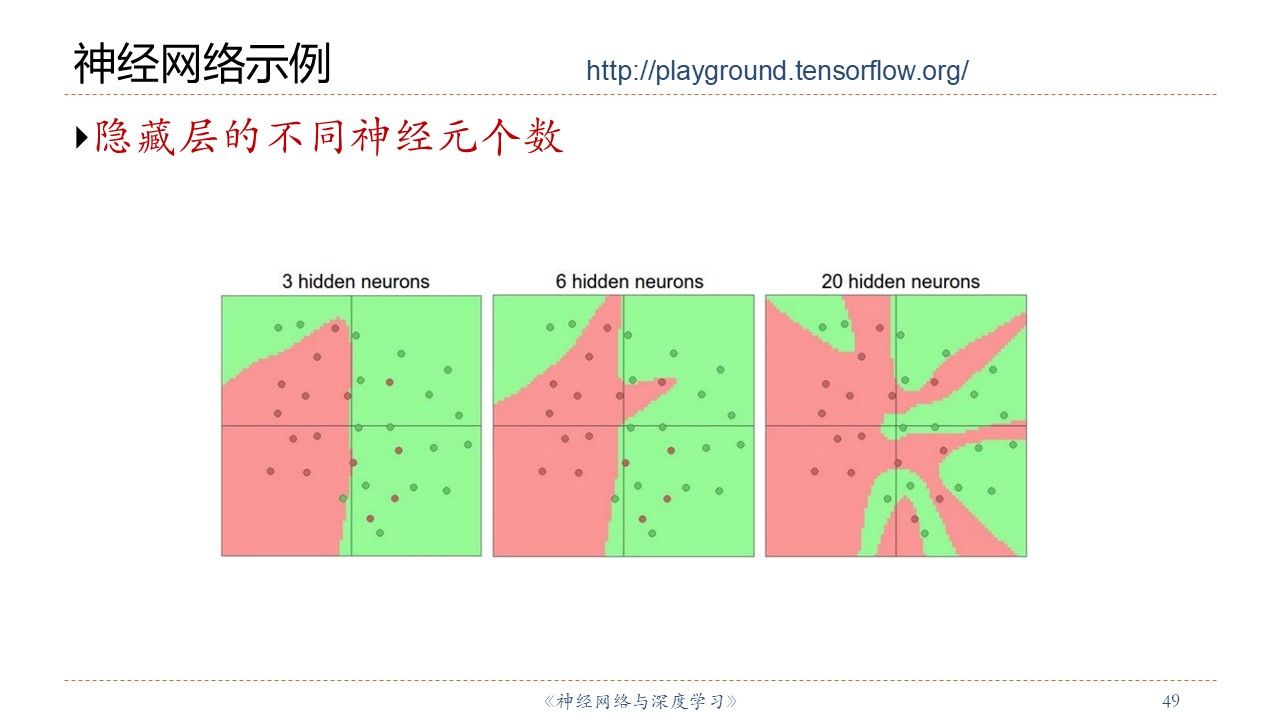 神经网络示例
http://playground.tensorflow.org/
隐藏层的不同神经元个数
3 hidden neurons
6 hidden neurons
20 hidden neurons
《神经网络与深度学习》
49